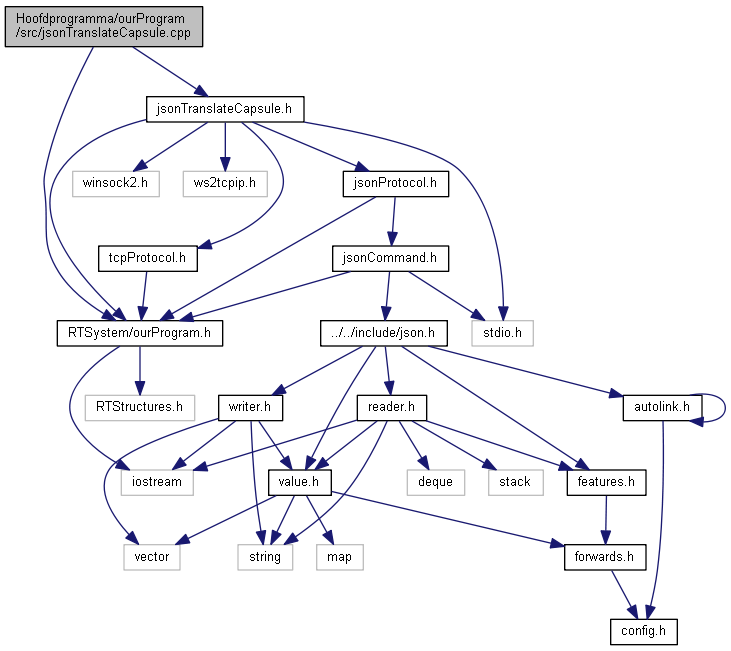 Hoofdprogramma/ourProgram
/src/jsonTranslateCapsule.cpp
jsonTranslateCapsule.h
winsock2.h
ws2tcpip.h
jsonProtocol.h
tcpProtocol.h
jsonCommand.h
RTSystem/ourProgram.h
../../include/json.h
stdio.h
RTStructures.h
writer.h
reader.h
autolink.h
iostream
value.h
deque
stack
features.h
vector
string
map
forwards.h
config.h